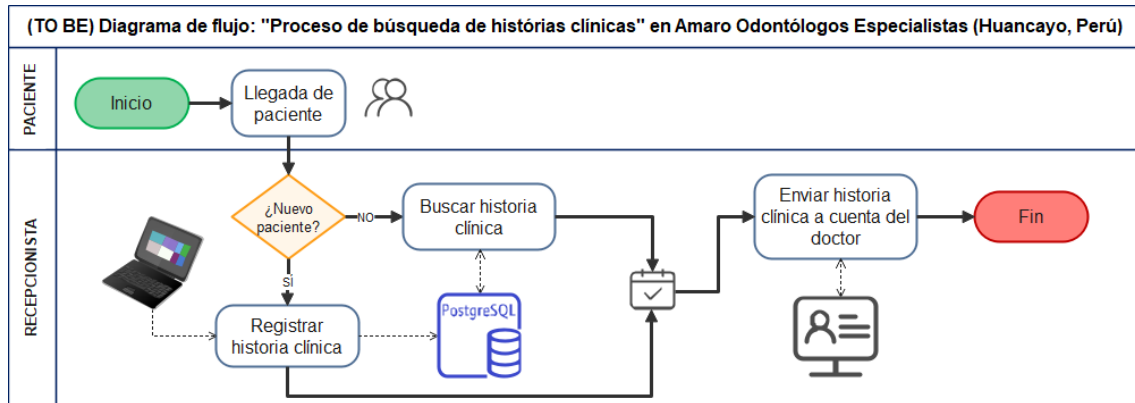 (TO BE) Diagrama de flujo: "Proceso de búsqueda de histórias clínicas" en Amaro Odontólogos Especialistas (Huancayo, Perú)
PACIENTE
Inicio
Llegada de
paciente
RECEPCIONISTA
¿Nuevo
paciente?
NO
Buscar historia
clínica
Enviar historia
clínica a cuenta del
doctor
Fin
SÍ
Registrar
historia clínica
PostgreSQL